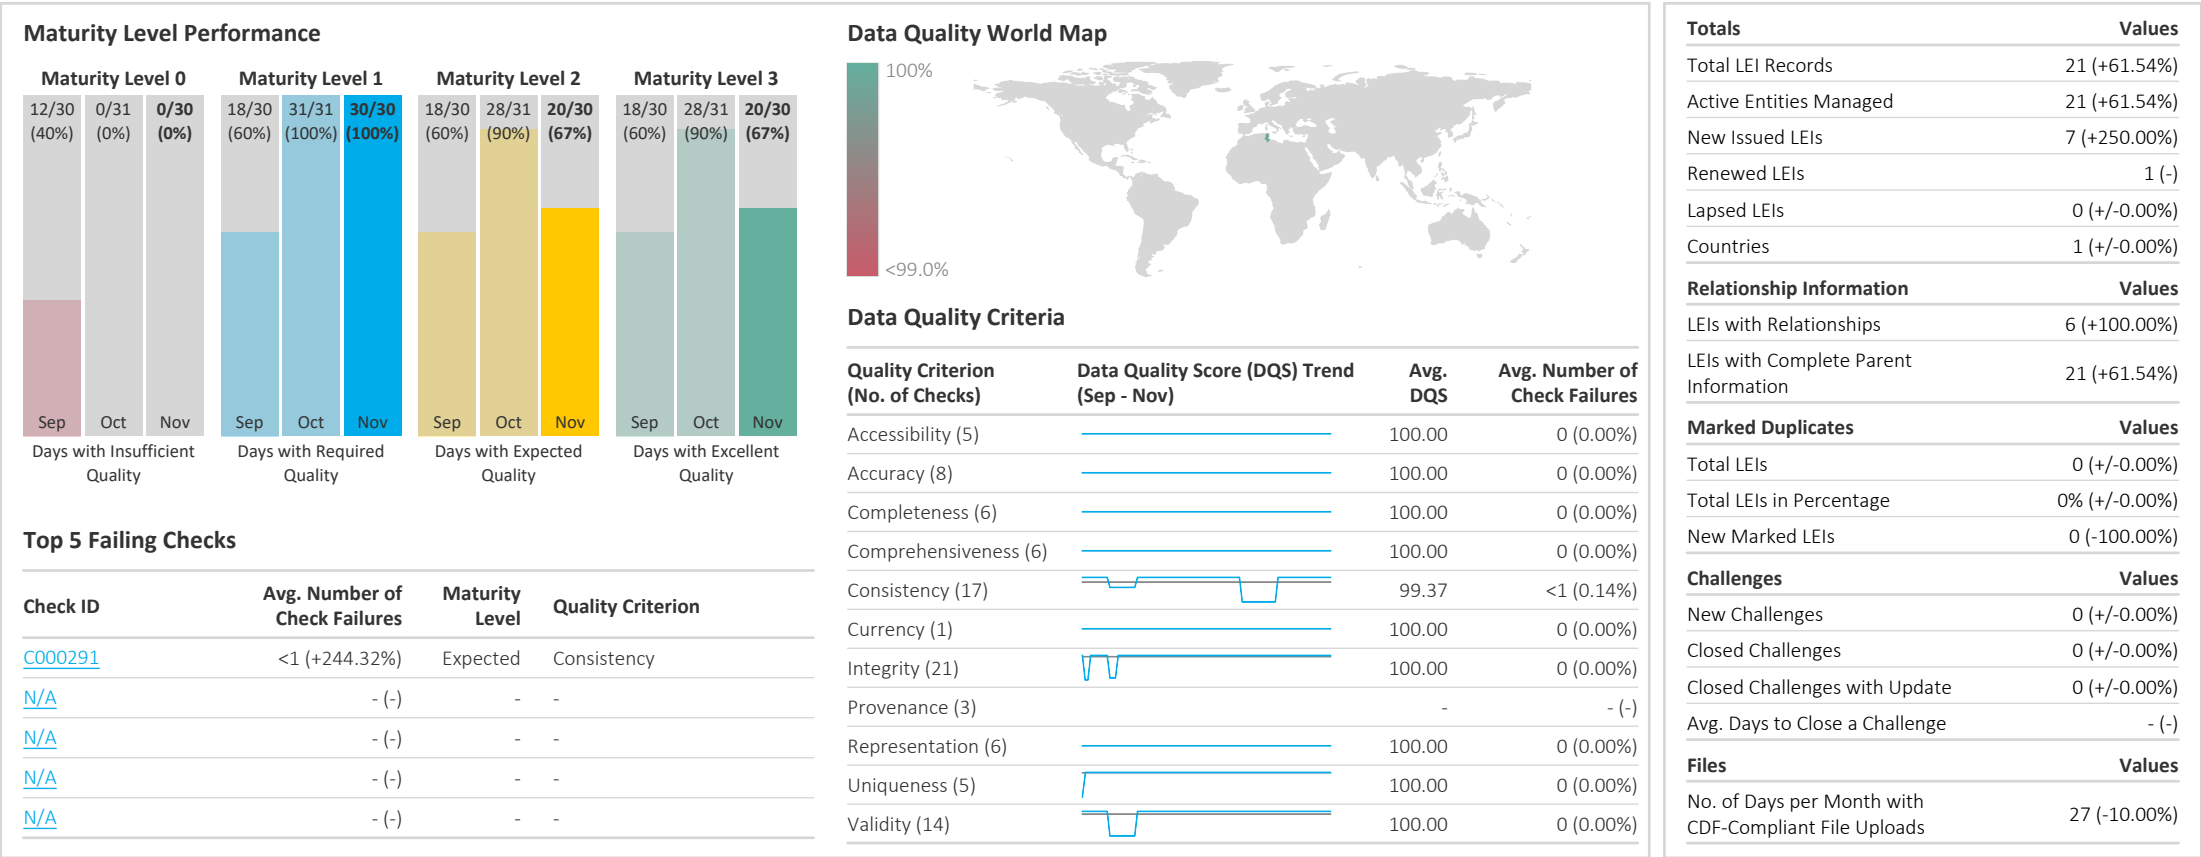 Maturity Level Performance
Maturity Level 0
12/30 0/31 0/30
(40%) (0%) (0%)
Sep Oct Nov
Days with Insufficient
Quality
Maturity Level 1
18/30 31/31 30/30
(60%) (100%) (100%)
Sep Oct Nov
Days with Required
Quality
Maturity Level 2
18/30 28/31 20/30
(60%) (90%) (67%)
Sep Oct Nov
Days with Expected
Quality
Maturity Level 3
18/30 28/31 20/30
(60%) (90%) (67%)
Sep Oct Nov
Days with Excellent
Quality
Top 5 Failing Checks
Check ID Avg. Number of Check Failures Maturity Level Quality Criterion
C000291 <1 (+244.32%) Expected Consistency
N/A - (-) - -
N/A - (-) - -
N/A - (-) - -
N/A - (-) - -
Data Quality World Map
100%
<99.0%
Data Quality Criteria
Quality Criterion (No. of Checks) Data Quality Score (DQS) Trend (Sep - Nov) Avg. DQS Avg. Number of Check Failures
Accessibility (5) 100.00 0 (0.00%)
Accuracy (8) 100.00 0 (0.00%)
Completeness (6) 100.00 0 (0.00%)
Comprehensiveness (6) 100.00 0 (0.00%)
Consistency (17) 99.37 <1 (0.14%)
Currency (1) 100.00 0 (0.00%)
Integrity (21) 100.00 0 (0.00%)
Provenance (3) - - (-)
Representation (6) 100.00 0 (0.00%)
Uniqueness (5) 100.00 0 (0.00%)
Validity (14) 100.00 0 (0.00%)
Totals Values
Total LEI Records 21 (+61.54%)
Active Entities Managed 21 (+61.54%)
New Issued LEIs 7 (+250.00%)
Renewed LEIs 1 (-)
Lapsed LEIs 0 (+/-0.00%)
Countries 1 (+/-0.00%)
Relationship Information Values
LEIs with Relationships 6 (+100.00%)
LEIs with Complete Parent
Information 21 (+61.54%)
Marked Duplicates Values
Total LEIs 0 (+/-0.00%)
Total LEIs in Percentage 0% (+/-0.00%)
New Marked LEIs 0 (-100.00%)
Challenges Values
New Challenges 0 (+/-0.00%)
Closed Challenges 0 (+/-0.00%)
Closed Challenges with Update 0 (+/-0.00%)
Avg. Days to Close a Challenge - (-)
Files Values
No. of Days per Month with
CDF-Compliant File Uploads 27 (-10.00%)